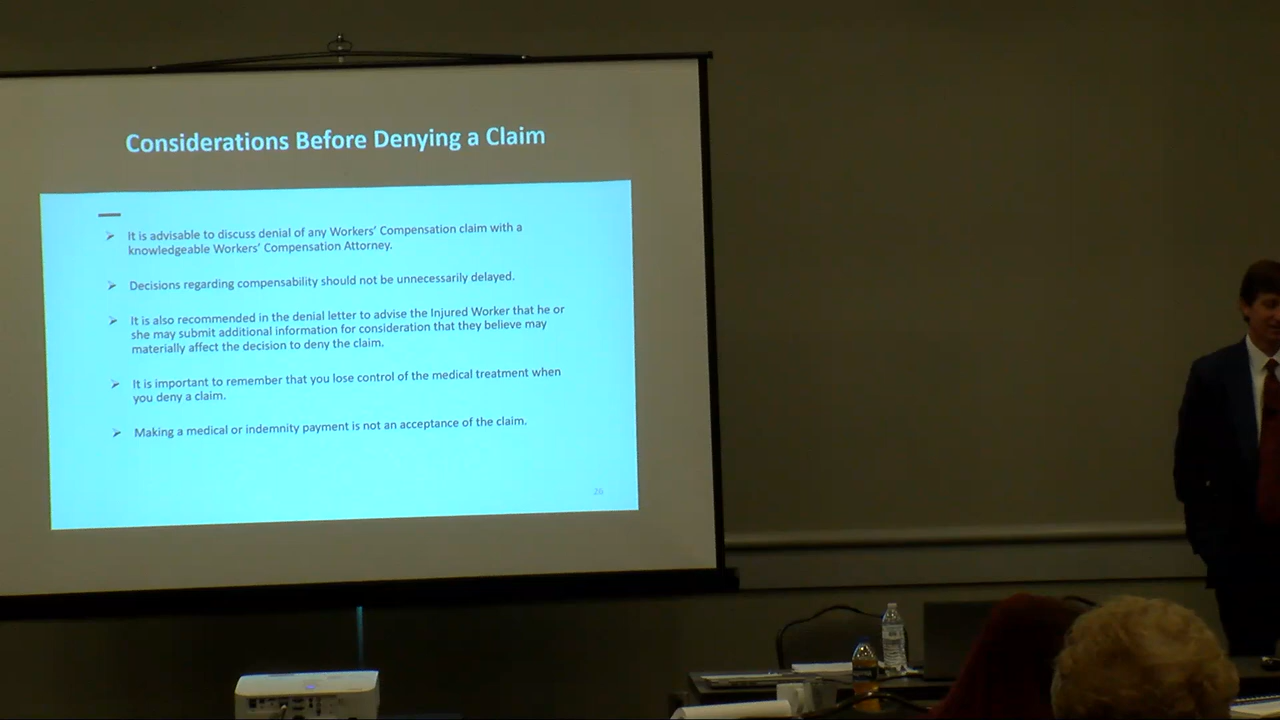 Considerations Before Denying a Claim
➢ It is advisable to discuss denial of any Workers' Compensation claim with a
knowledgeable Workers' Compensation Attorney.
➢ Decisions regarding compensability should not be unnecessarily delayed.
➢ It is also recommended in the denial letter to advise the Injured Worker that he or
she may submit additional information for consideration that they believe may
materially affect the decision to deny the claim.
➢ It is important to remember that you lose control of the medical treatment when
you deny a claim.
➢ Making a medical or indemnity payment is not an acceptance of the claim.
26